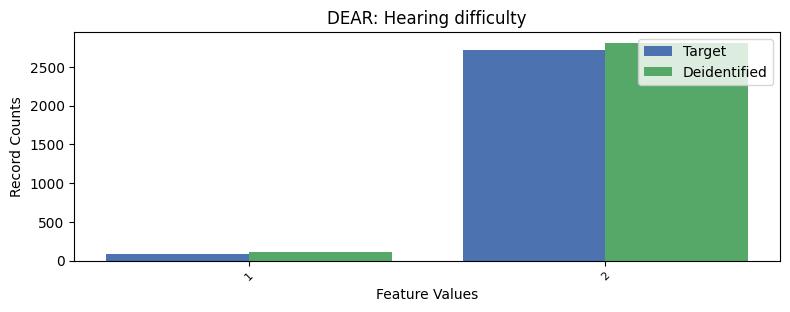 DEAR: Hearing difficulty
Target
Deidentified
Record Counts
2500
2000
1500
1000
500
0
1
2
Feature Values